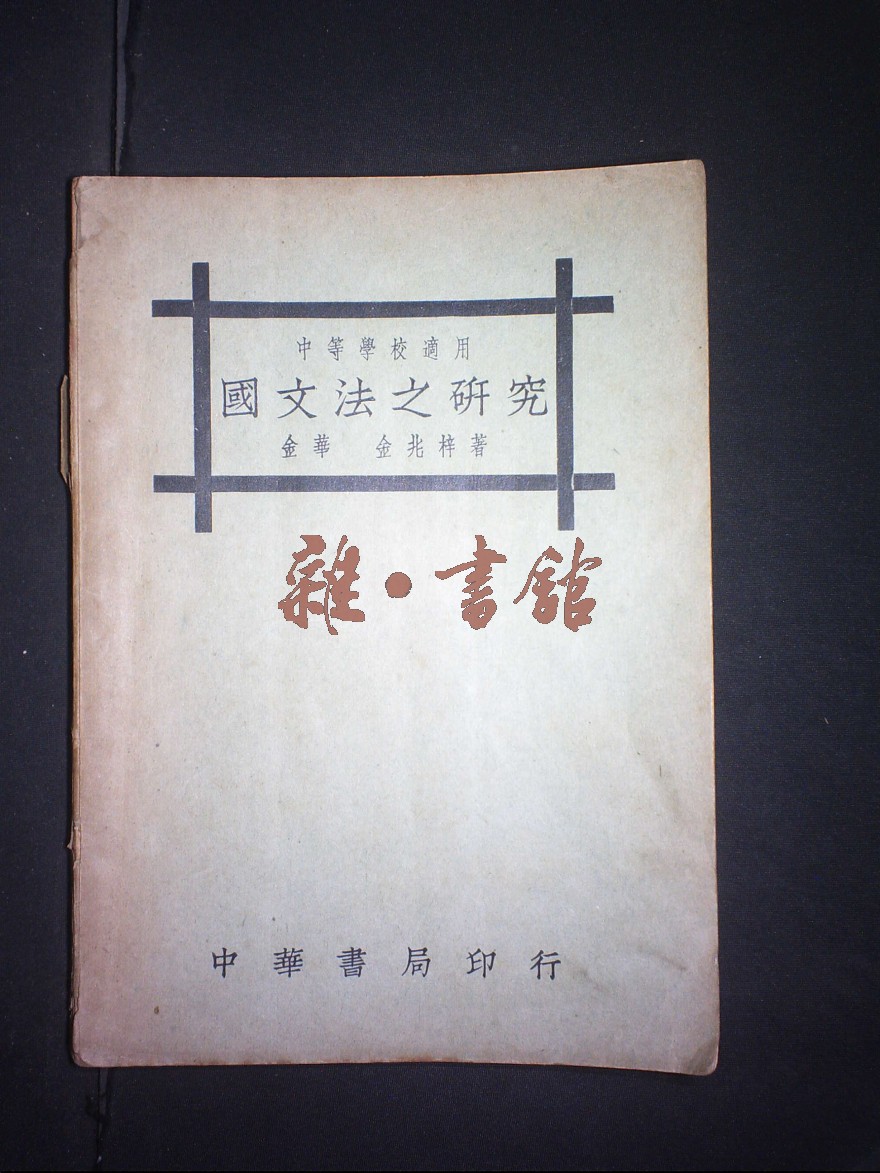 中等學校適用
國文法之研究
金華 金兆梓著
雜·書館
中華書局印行